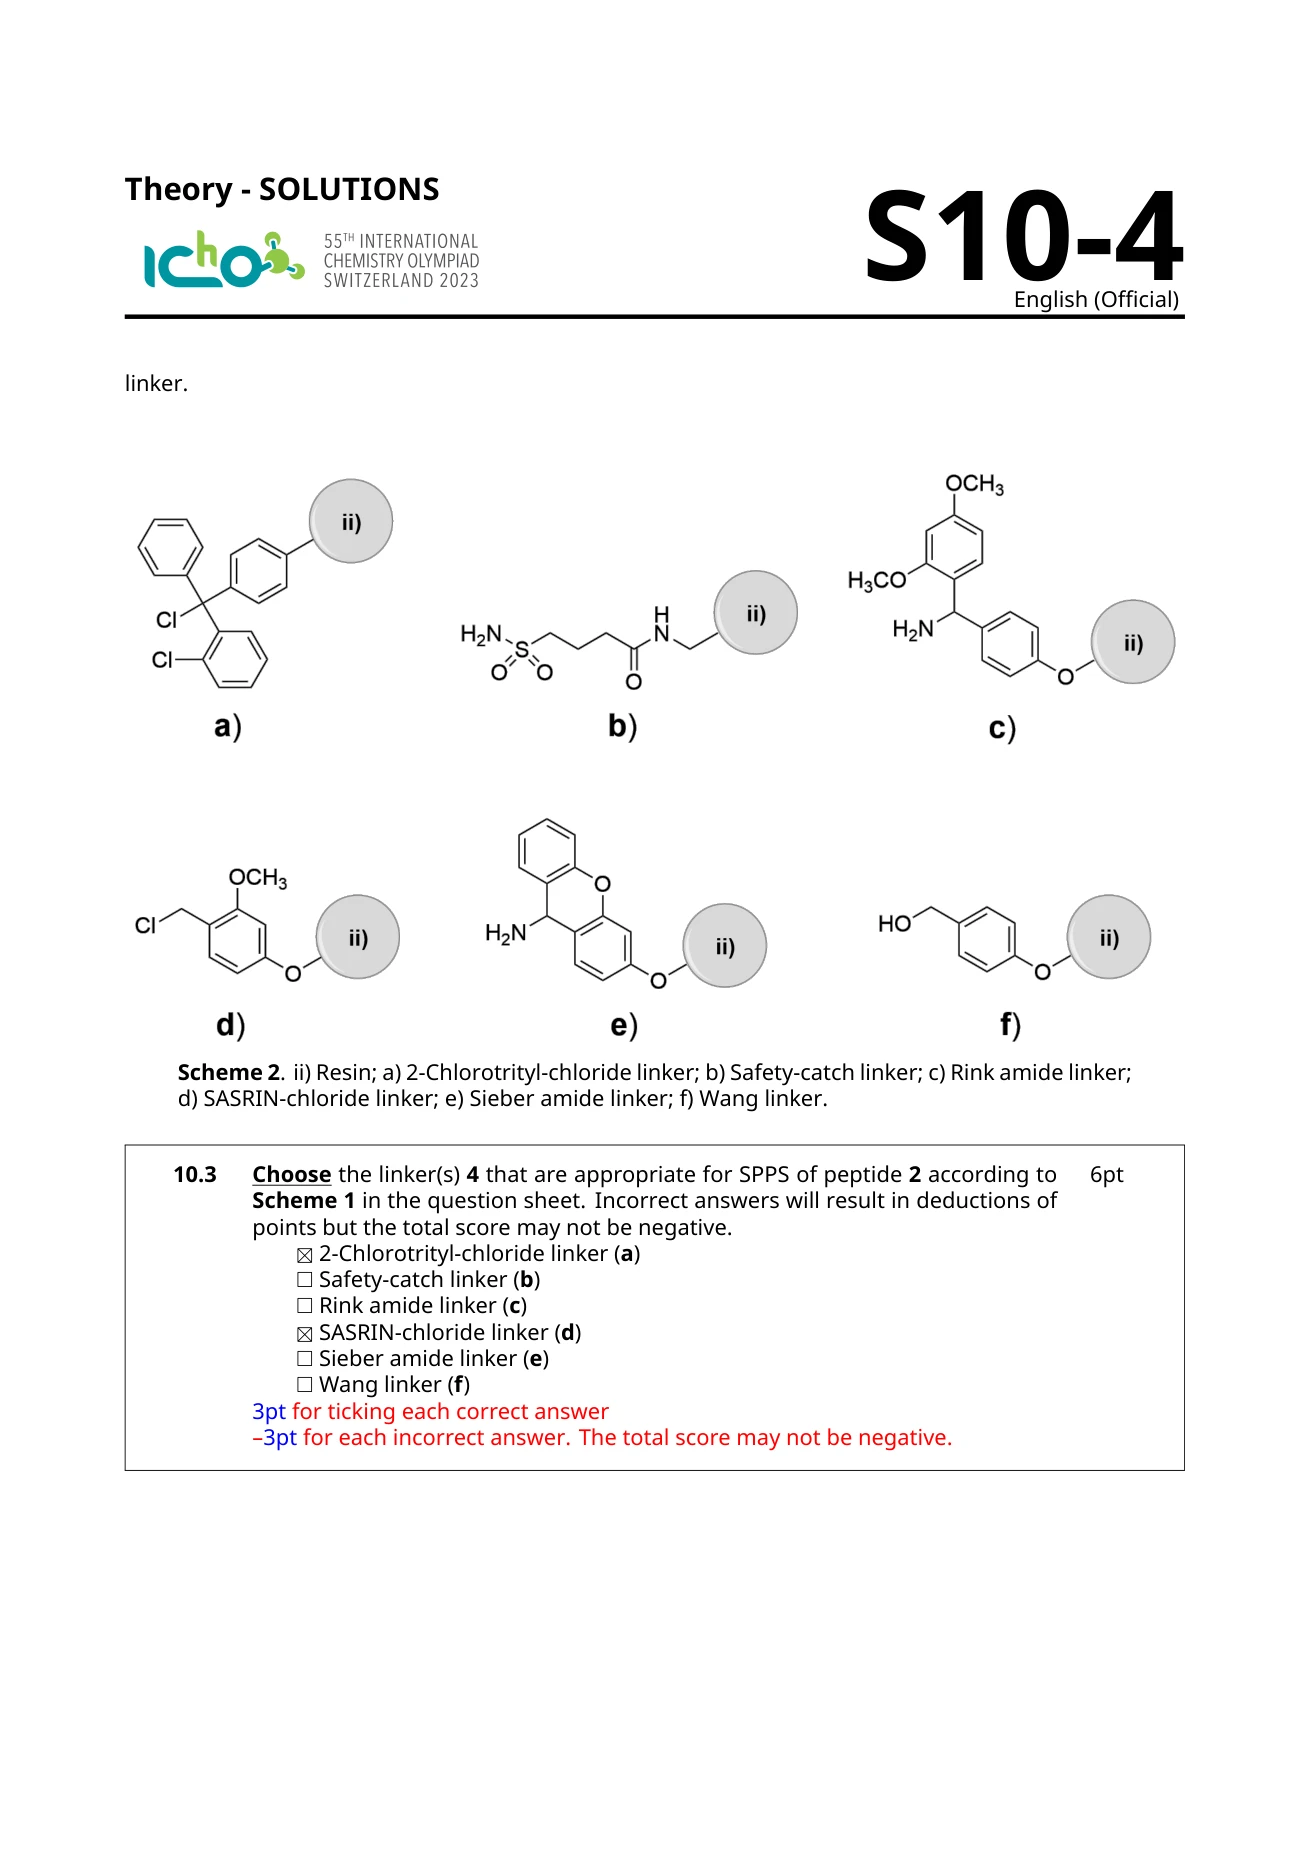 Theory - SOLUTIONS
IChO
55TH INTERNATIONAL
CHEMISTRY OLYMPIAD
SWITZERLAND 2023
S10-4
English (Official)
linker.
ii)
Cl
Cl
a)
H2N
S
O
O
O
H
N
ii)
b)
OCH3
H3CO
H2N
O
ii)
c)
OCH3
Cl
O
ii)
d)
O
H2N
O
ii)
e)
HO
O
ii)
f)
Scheme 2. ii) Resin; a) 2-Chlorotrityl-chloride linker; b) Safety-catch linker; c) Rink amide linker;
d) SASRIN-chloride linker; e) Sieber amide linker; f) Wang linker.
10.3 Choose the linker(s) 4 that are appropriate for SPPS of peptide 2 according to 6pt
Scheme 1 in the question sheet. Incorrect answers will result in deductions of
points but the total score may not be negative.
☒ 2-Chlorotrityl-chloride linker (a)
☐ Safety-catch linker (b)
☐ Rink amide linker (c)
☒ SASRIN-chloride linker (d)
☐ Sieber amide linker (e)
☐ Wang linker (f)
3pt for ticking each correct answer
–3pt for each incorrect answer. The total score may not be negative.